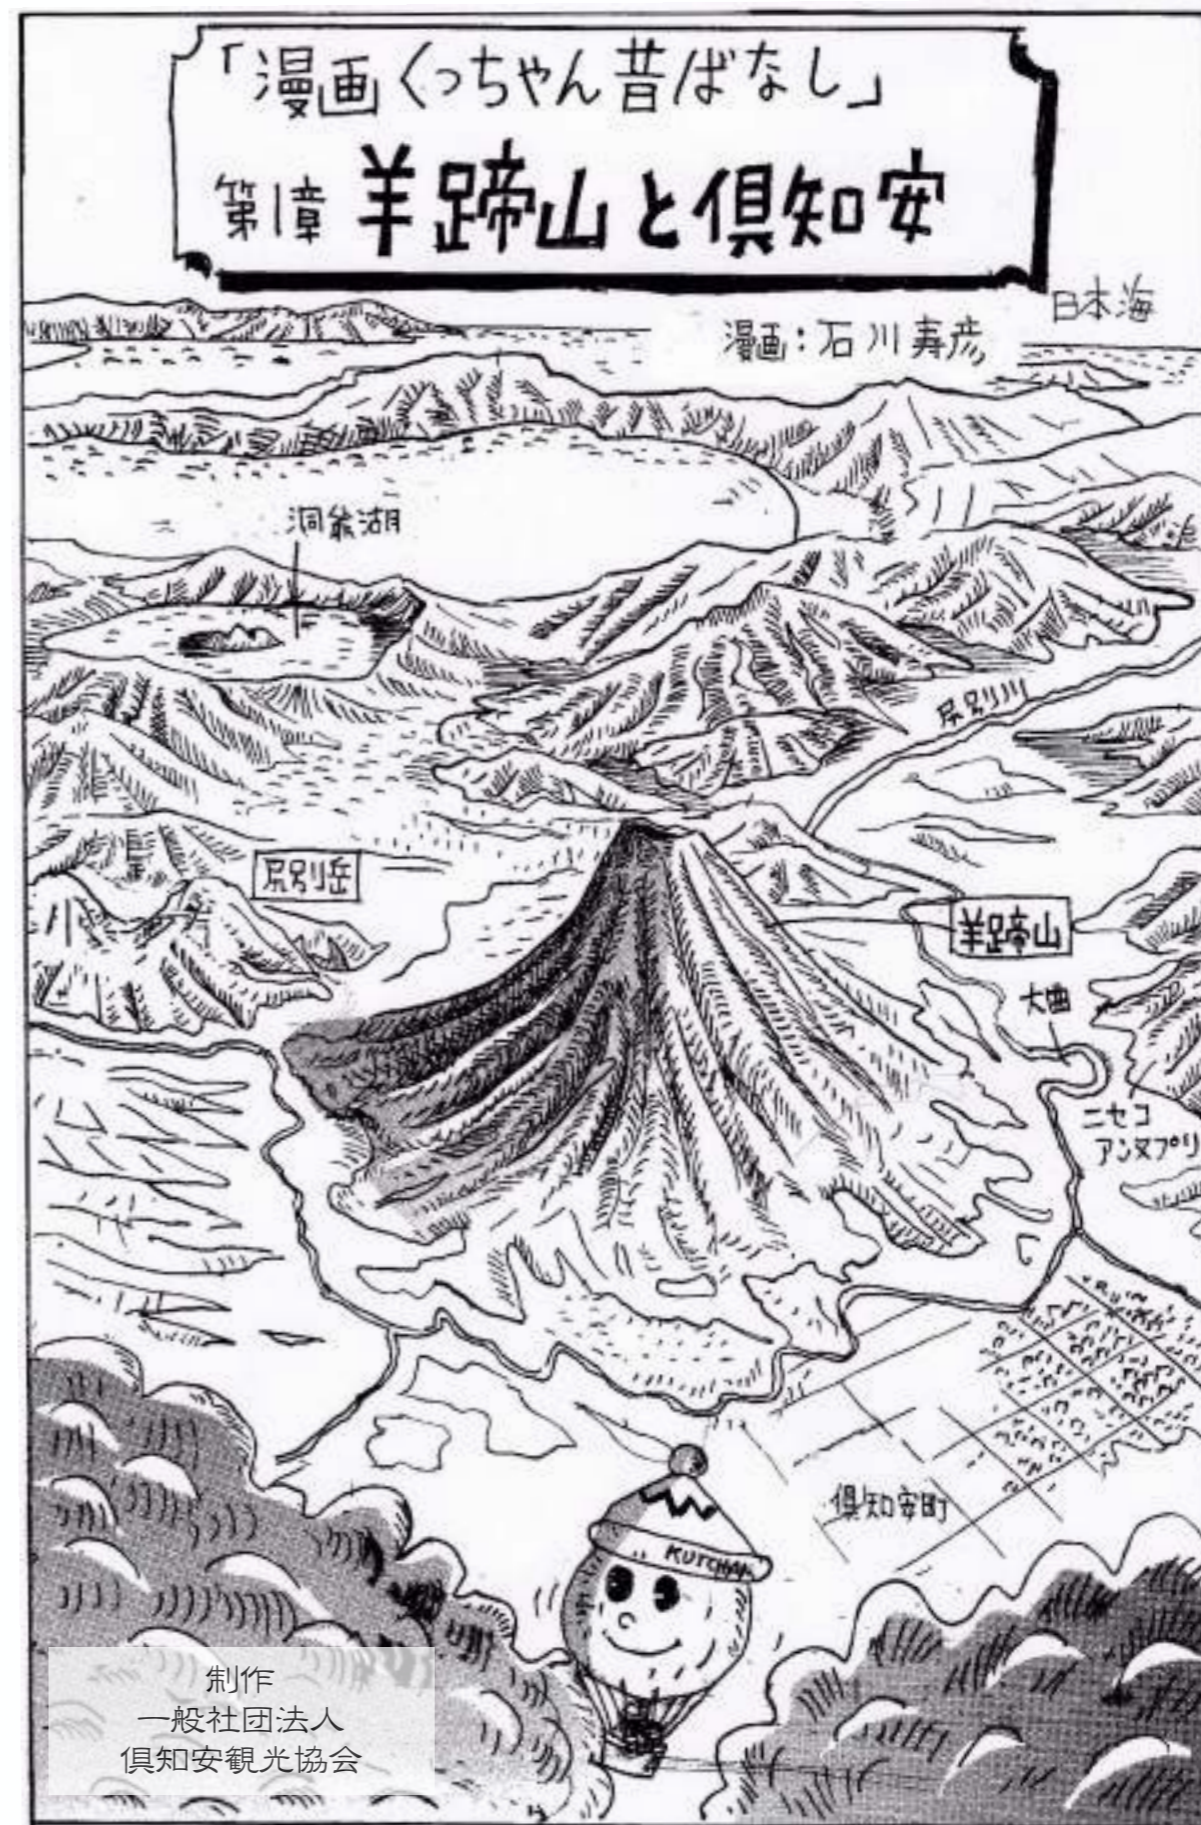 「漫画くっちゃん昔ばなし」
第1章 羊蹄山と倶知安
日本海
漫画：石川寿彦
洞爺湖
尻別川
尻別岳
羊蹄山
大曲
ニセコ
アンヌプリ
倶知安町
KUTCHAN
制作
一般社団法人
倶知安観光協会